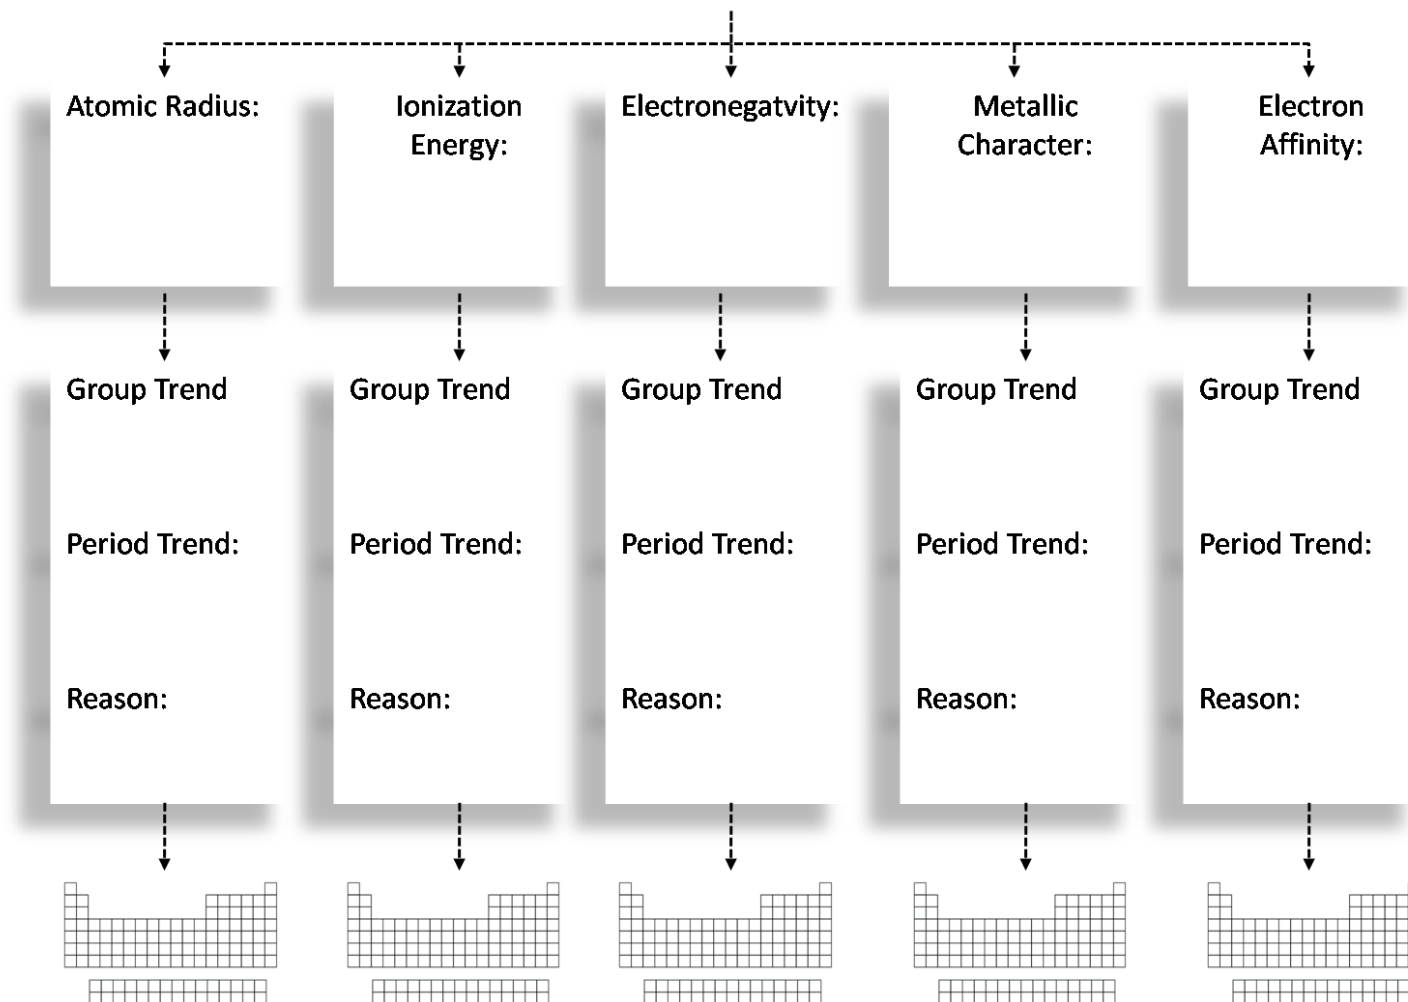 Atomic Radius:
Ionization
Energy:
Electronegatvity:
Metallic
Character:
Electron
Affinity:
Group Trend
Period Trend:
Reason:
Group Trend
Period Trend:
Reason:
Group Trend
Period Trend:
Reason:
Group Trend
Period Trend:
Reason:
Group Trend
Period Trend:
Reason: